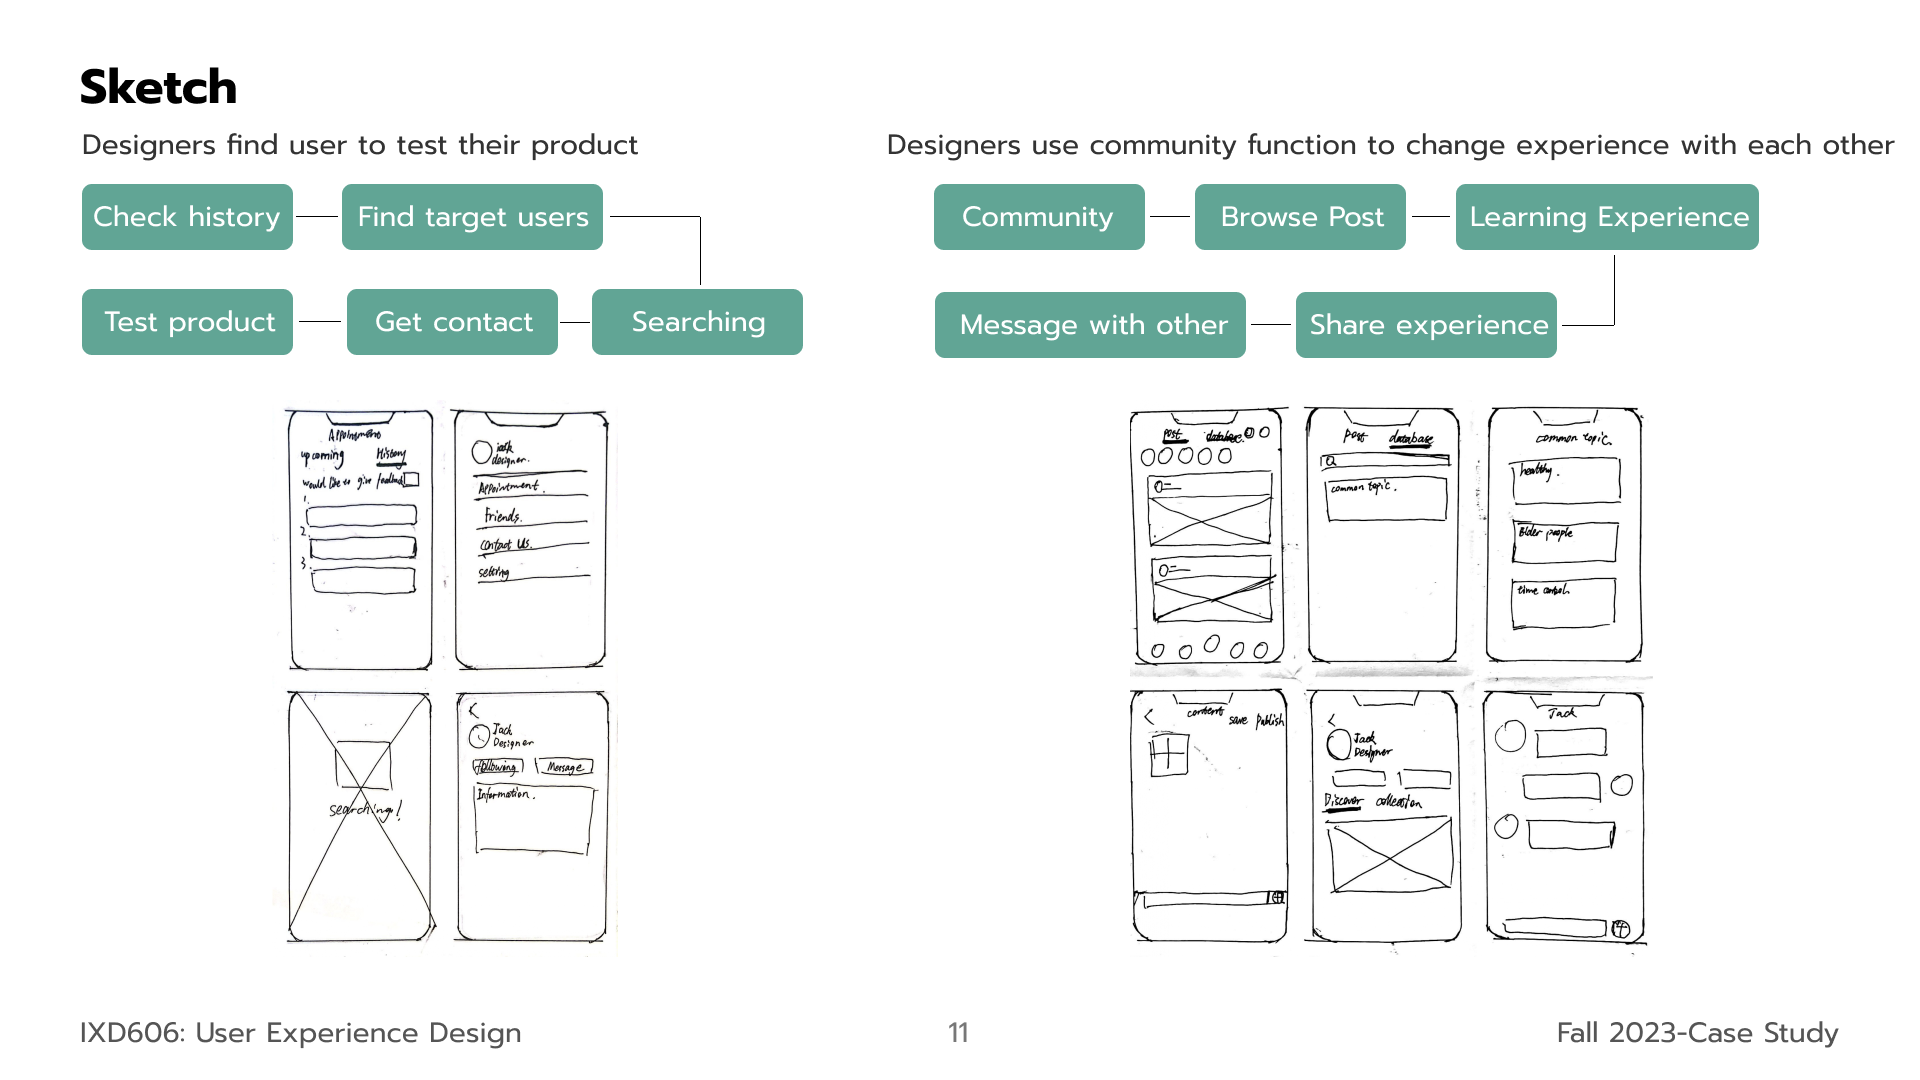 Sketch
Designers find user to test their product
Check history
Find target users
Searching
Get contact
Test product
Designers use community function to change experience with each other
Community
Browse Post
Learning Experience
Share experience
Message with other
Appointment
upcoming History
would like to give feedback
1.
2.
3.
jack
designer.
Appointment.
Friends.
contact Us.
setting
searching!
Jack
Designer
following Message
Information.
post database
post database
common topic.
common topic.
healthy.
Elder people
time control.
content save publish
Jack
Designer
Discover collection
Jack
IXD606: User Experience Design
11
Fall 2023-Case Study